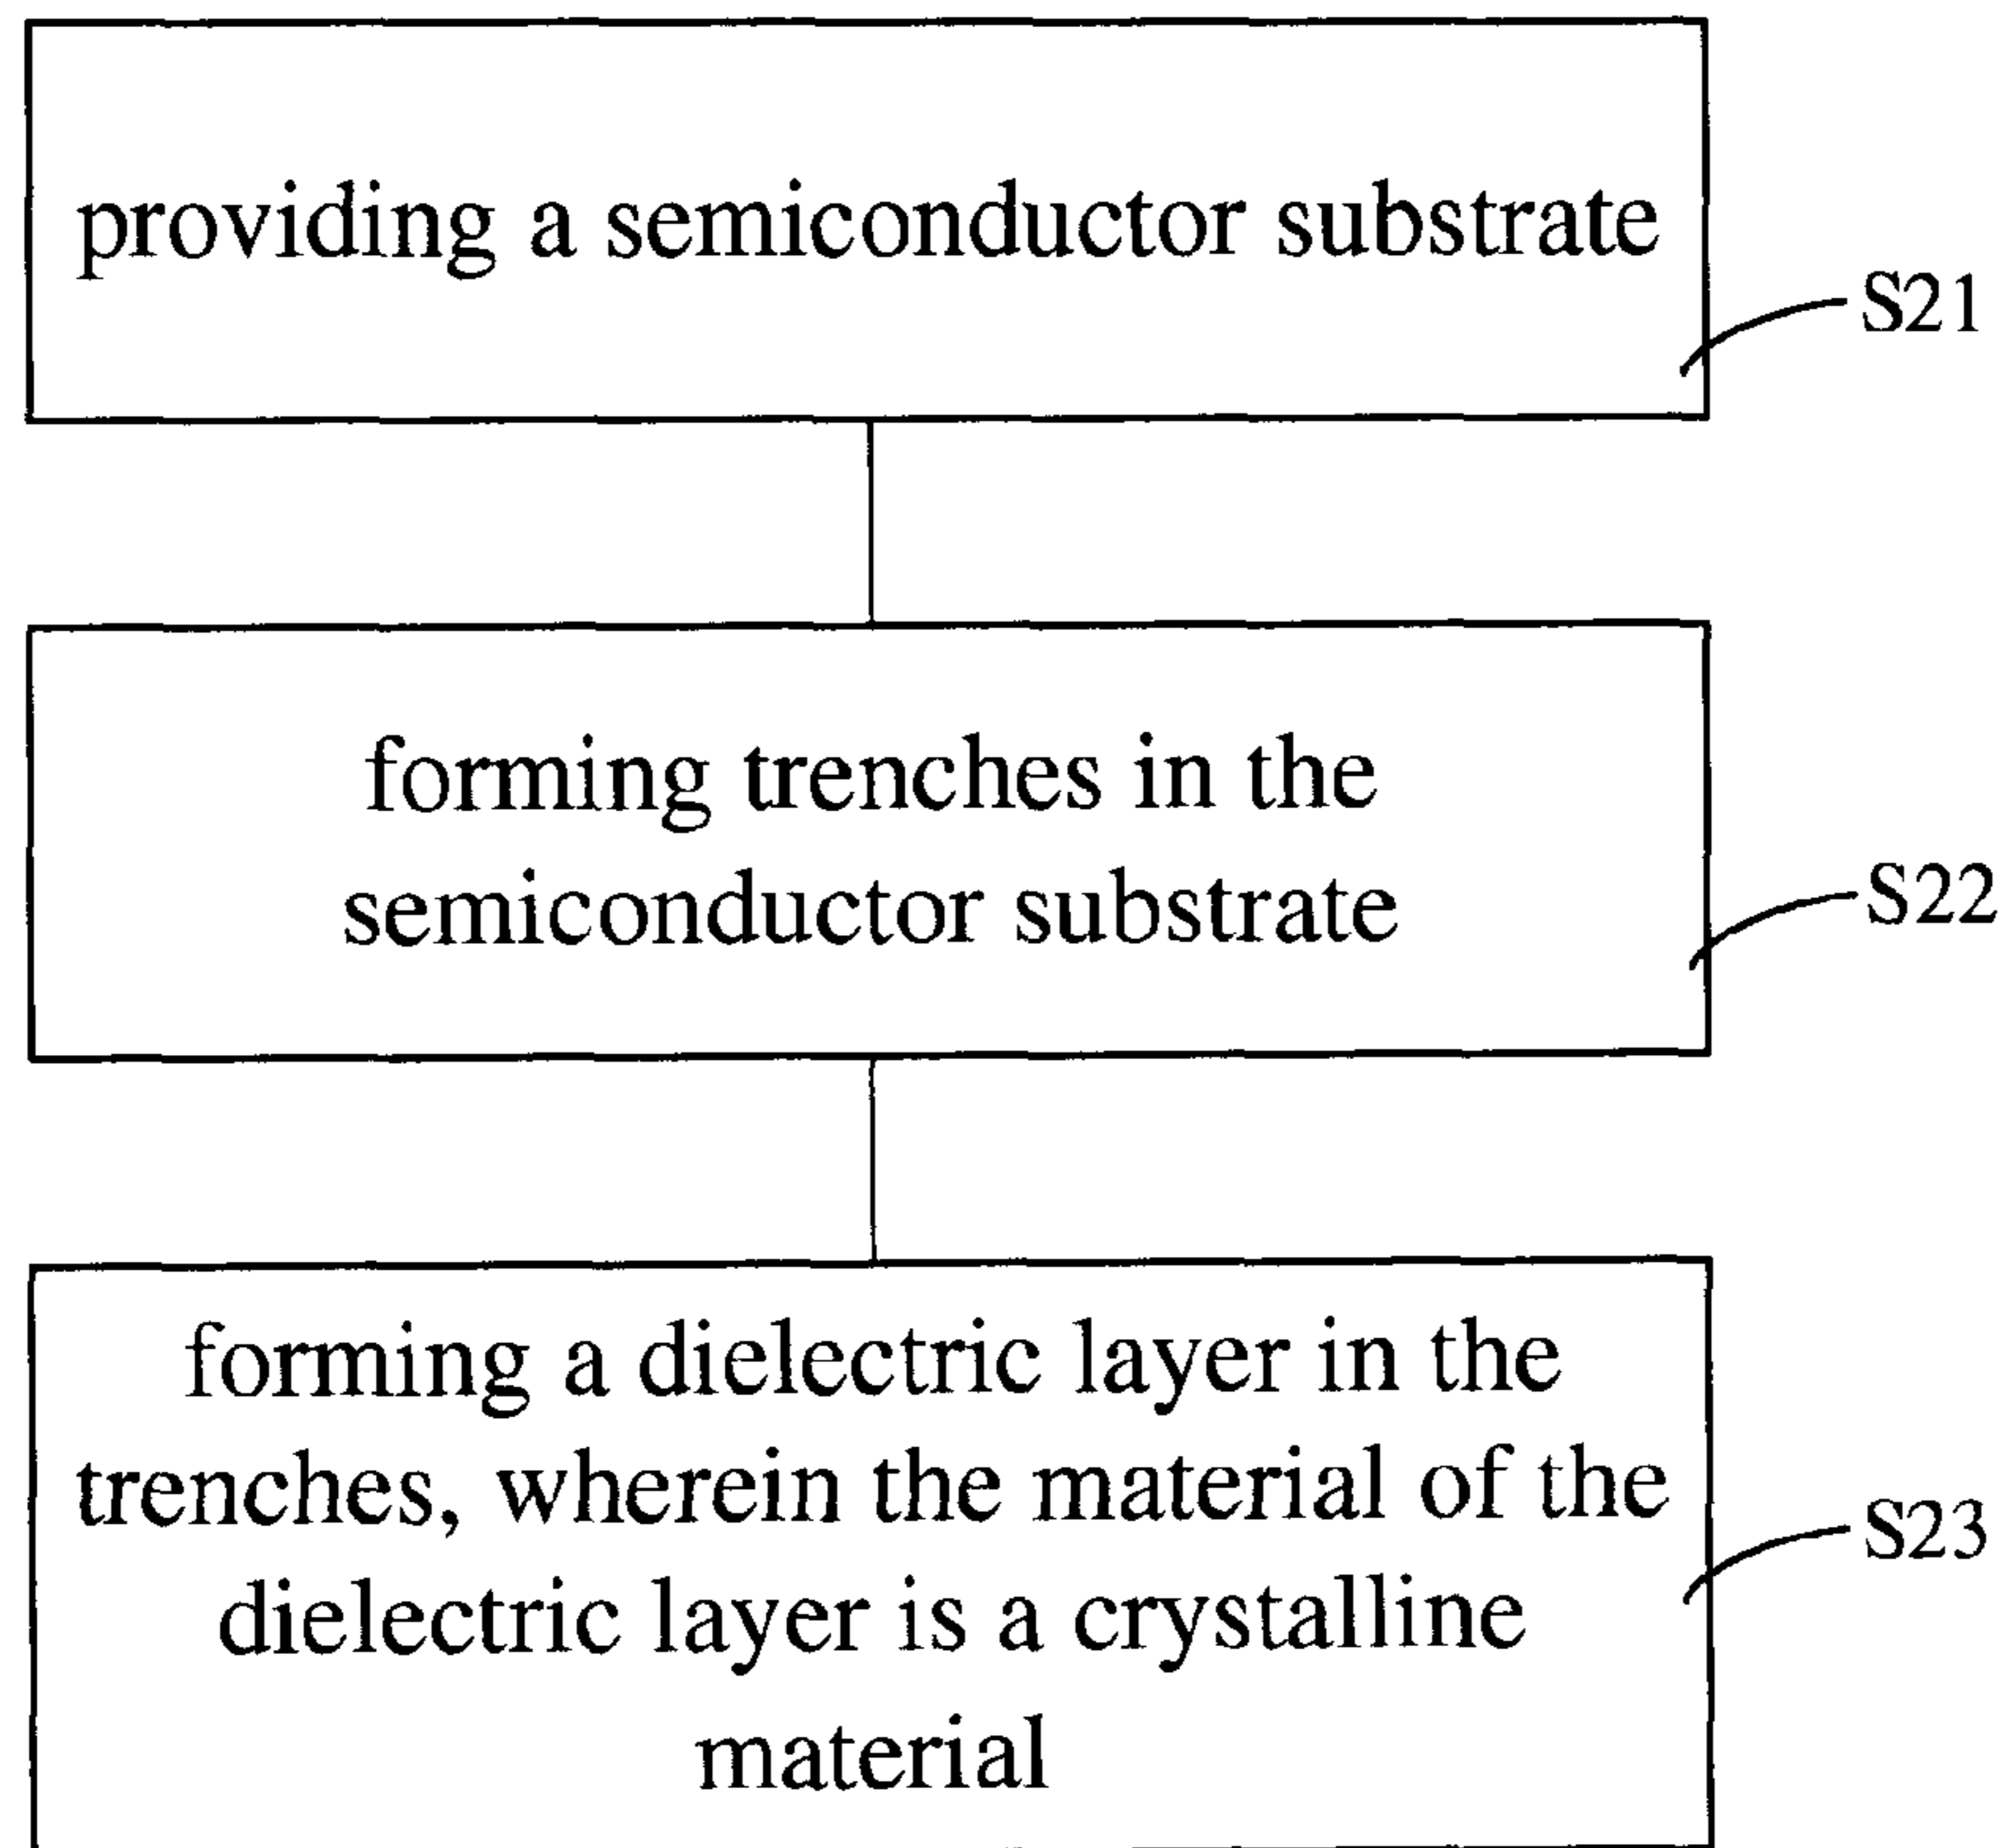 providing a semiconductor substrate
S21
forming trenches in the
semiconductor substrate
S22
forming a dielectric layer in the
trenches, wherein the material of the
dielectric layer is a crystalline
material
S23